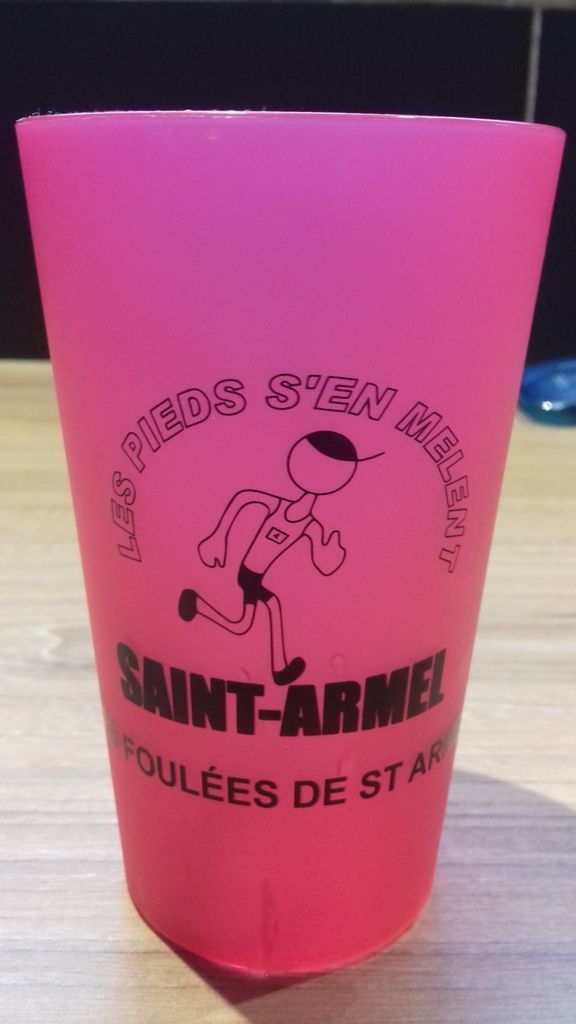 LES PIEDS S'EN MELENT
SAINT-ARMEL
FOULÉES DE ST